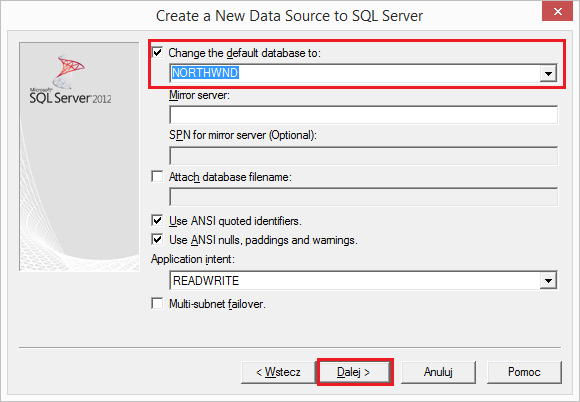 Create a New Data Source to SQL Server
Microsoft
SQL Server 2012
Change the default database to:
NORTHWND
Mirror server:
SPN for mirror server (Optional):
Attach database filename:
Use ANSI quoted identifiers.
Use ANSI nulls, paddings and warnings.
Application intent:
READWRITE
Multi-subnet failover.
< Wstecz Dalej > Anuluj Pomoc